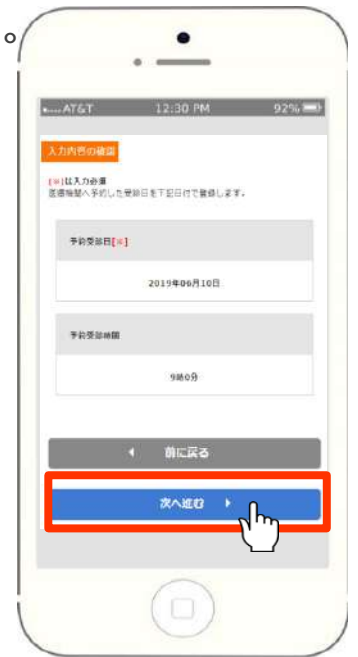 。
AT&T 12:30 PM 92%
入力内容の確認
[※]は入力必須
医療機関へ予約した受診日を下記日付で登録します。
予約受診日[※]
2019年06月10日
予約受診時間
9時0分
前に戻る
次へ進む